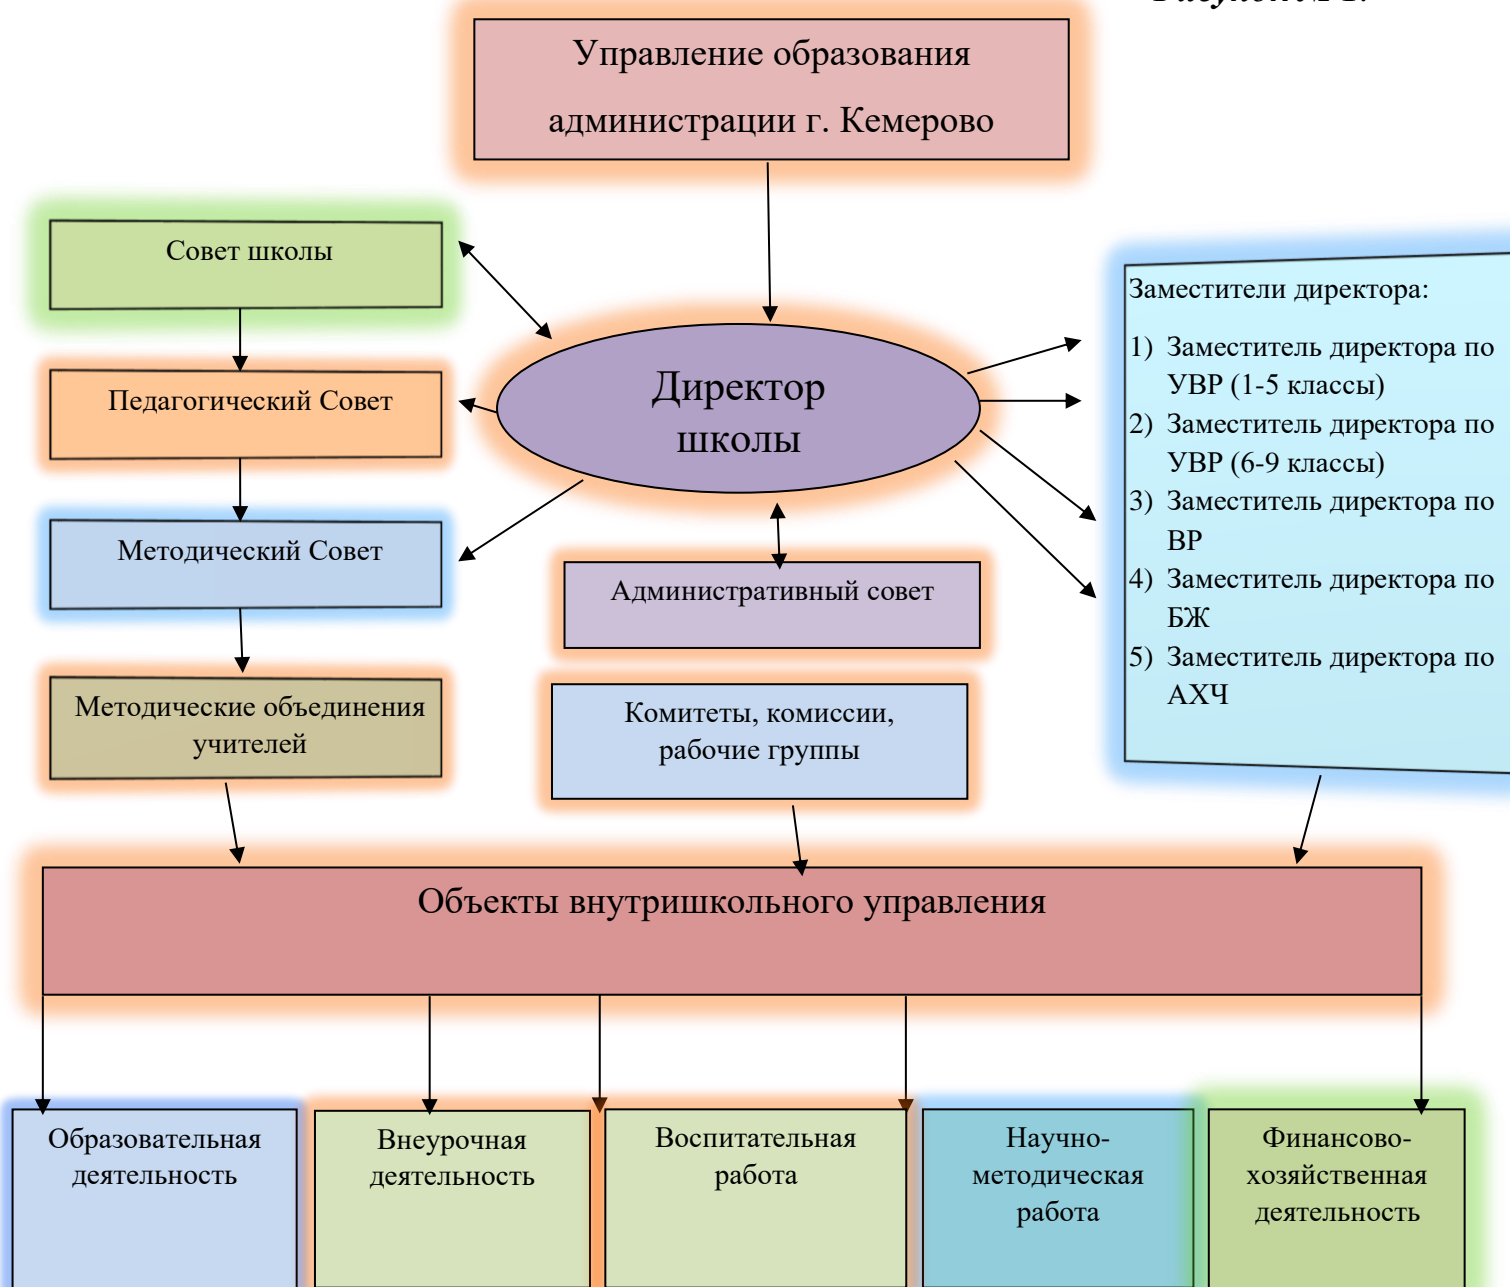 Управление образования
администрации г. Кемерово
Совет школы
Педагогический Совет
Методический Совет
Методические объединения
учителей
Директор
школы
Административный совет
Комитеты, комиссии,
рабочие группы
Заместители директора:
1) Заместитель директора по
УВР (1-5 классы)
2) Заместитель директора по
УВР (6-9 классы)
3) Заместитель директора по
ВР
4) Заместитель директора по
БЖ
5) Заместитель директора по
АХЧ
Объекты внутришкольного управления
Образовательная
деятельность
Внеурочная
деятельность
Воспитательная
работа
Научно-
методическая
работа
Финансово-
хозяйственная
деятельность